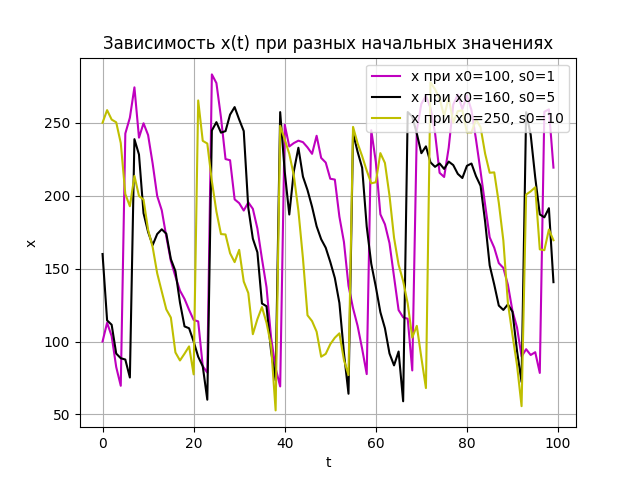 Зависимость x(t) при разных начальных значениях
x при x0=100, s0=1
x при x0=160, s0=5
x при x0=250, s0=10
250
200
150
100
50
x
0 20 40 60 80 100
t